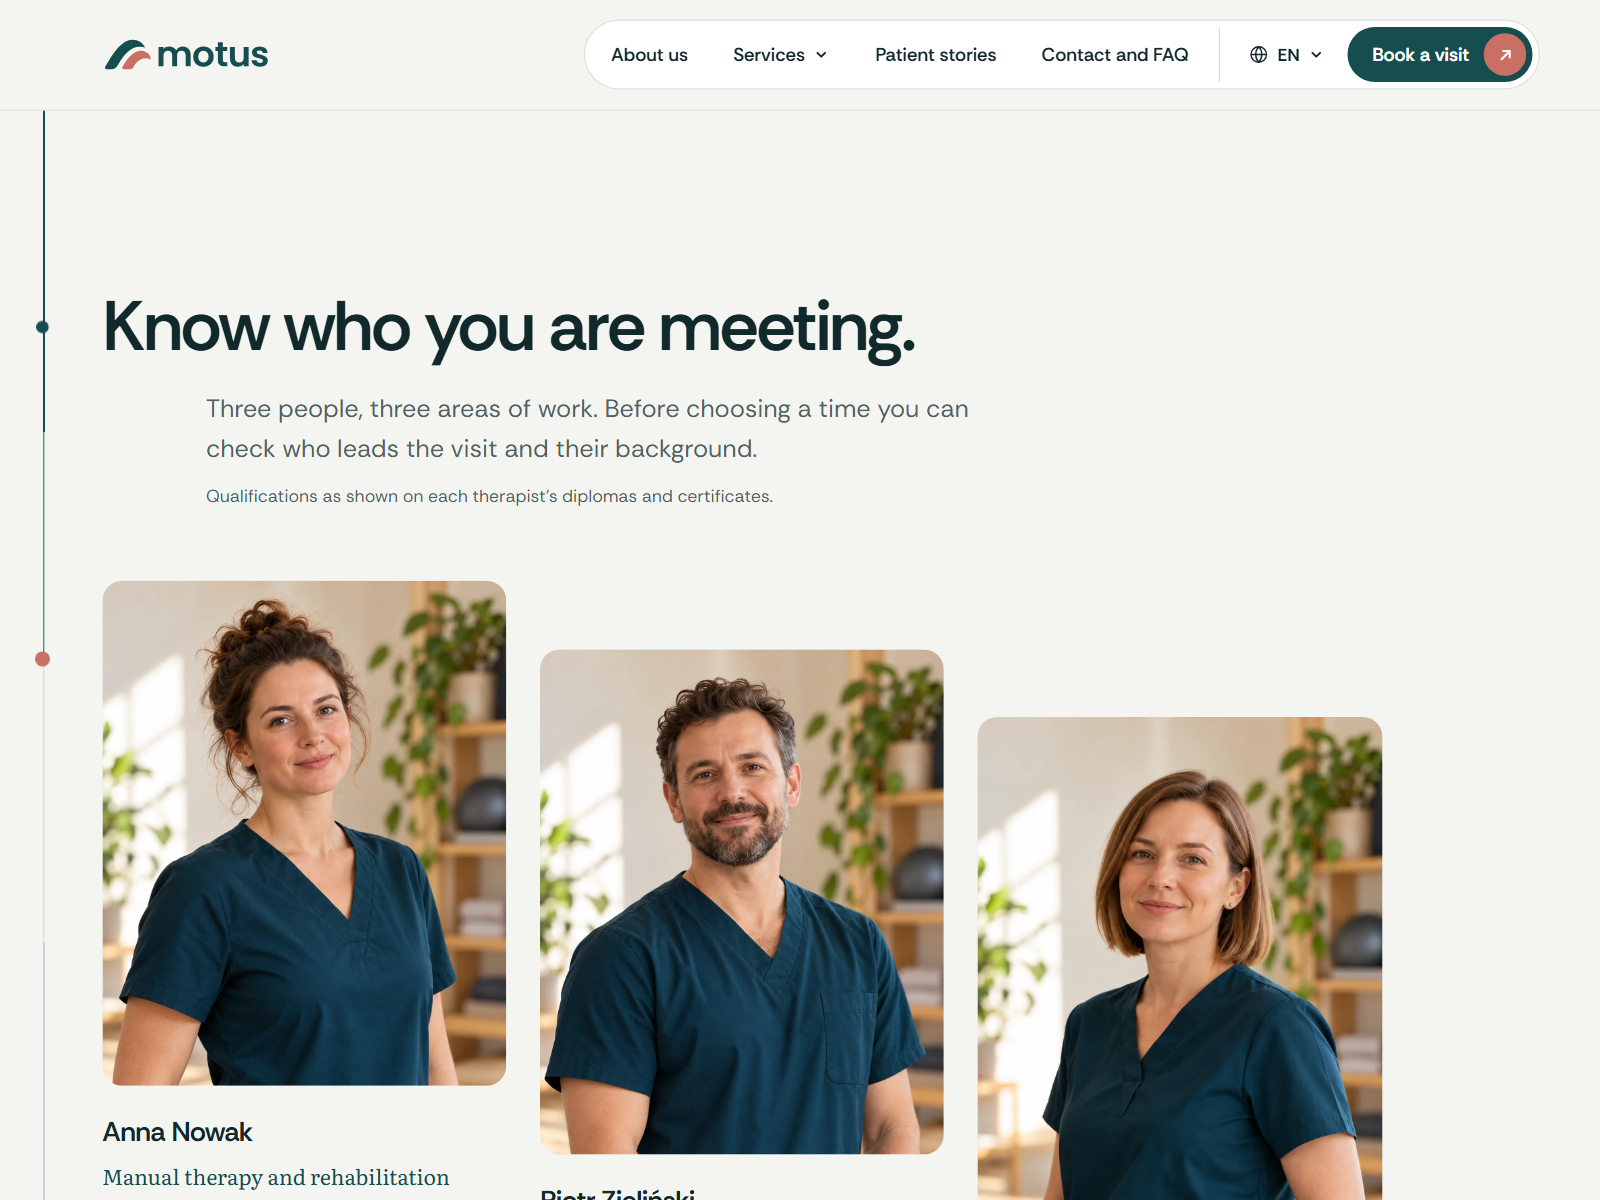 motus
About us
Services
Patient stories
Contact and FAQ
EN
Book a visit
Know who you are meeting.
Three people, three areas of work. Before choosing a time you can
check who leads the visit and their background.
Qualifications as shown on each therapist's diplomas and certificates.
Anna Nowak
Manual therapy and rehabilitation
Piotr Zieliński